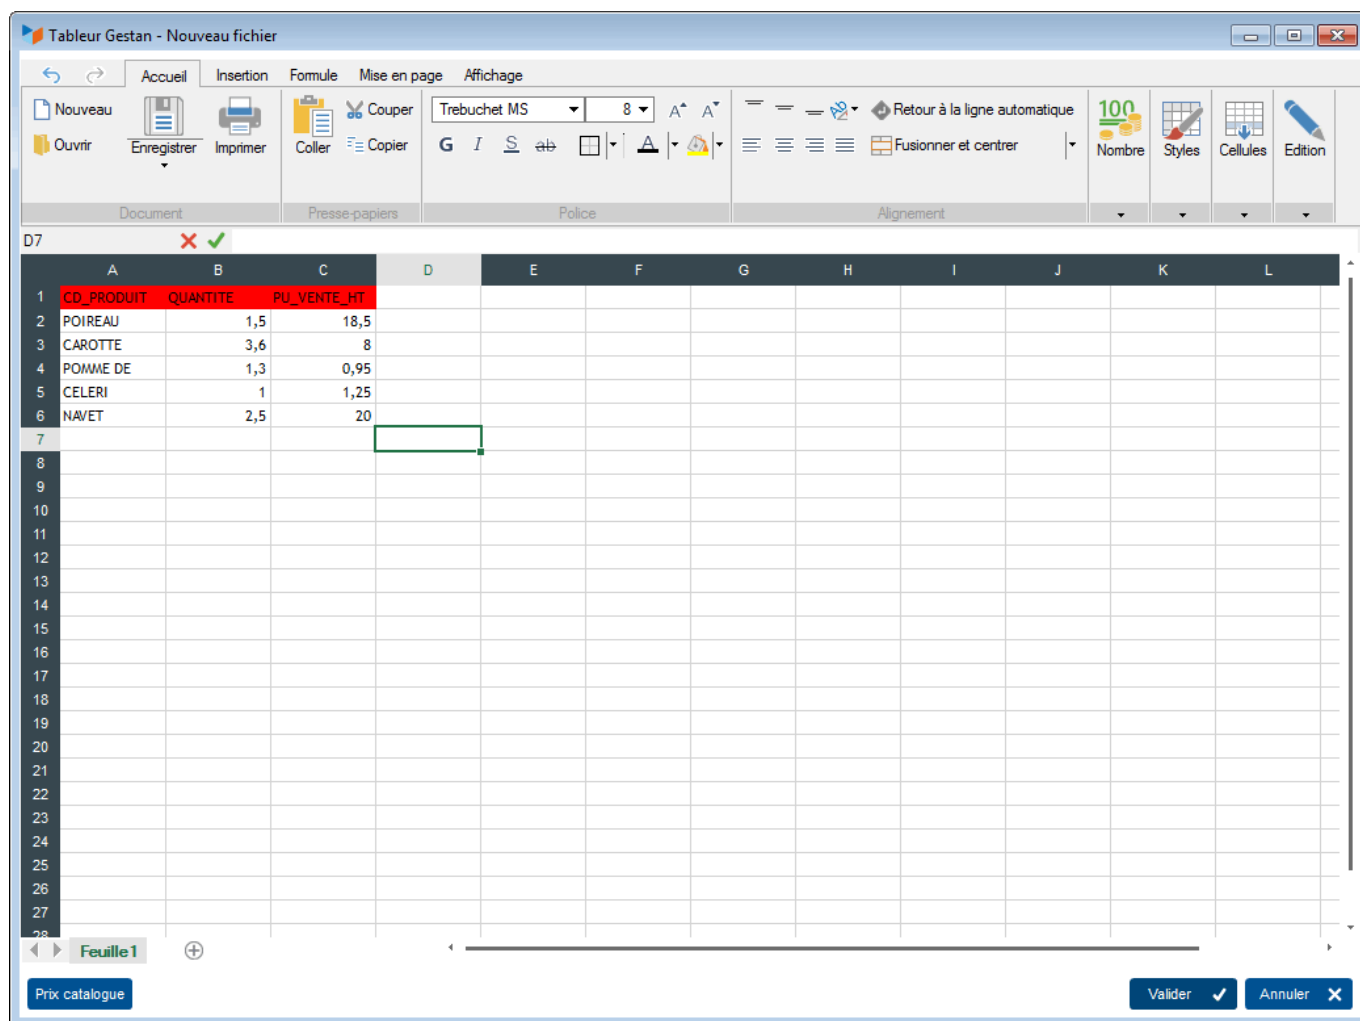 Tableur Gestan - Nouveau fichier
Accueil Insertion Formule Mise en page Affichage
Nouveau Couper Trebuchet MS 8 A A Retour à la ligne automatique 100
Ouvrir Enregistrer Imprimer Coller Copier G I S ab A Fusionner et centrer Nombre Styles Cellules Edition
Document Presse-papiers Police Alignement
D7
A B C D E F G H I J K L
1 CD_PRODUIT QUANTITE PU_VENTE_HT
2 POIREAU 1,5 18,5
3 CAROTTE 3,6 8
4 POMME DE 1,3 0,95
5 CELERI 1 1,25
6 NAVET 2,5 20
7
8
9
10
11
12
13
14
15
16
17
18
19
20
21
22
23
24
25
26
27
28
Feuille1
Prix catalogue Valider Annuler